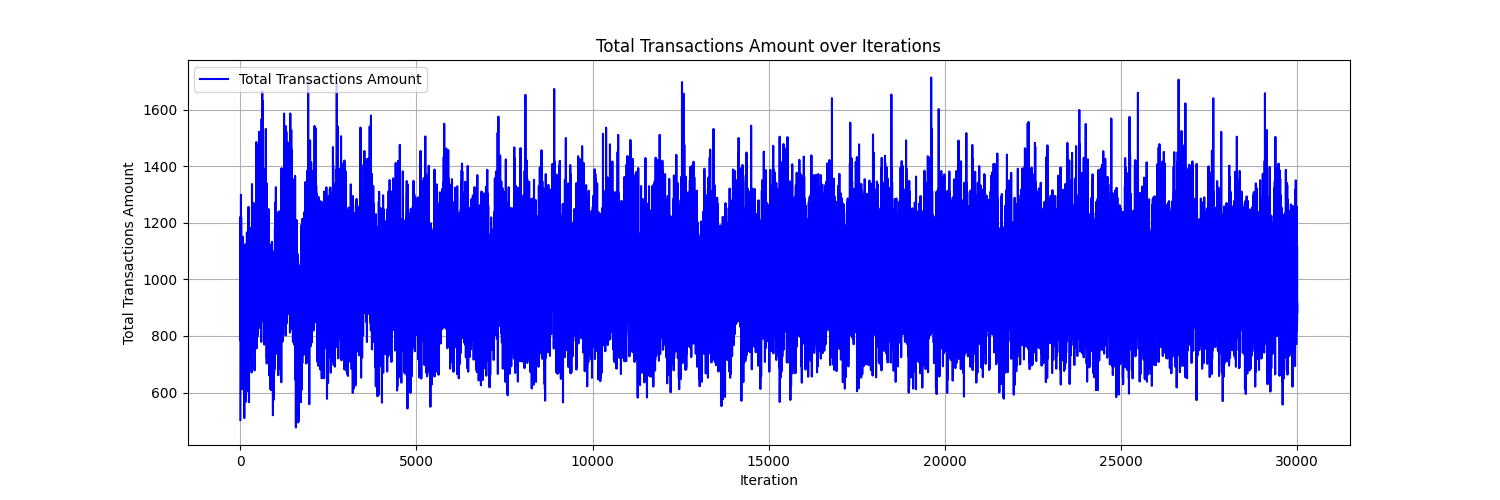 Total Transactions Amount over Iterations
Total Transactions Amount
1600
1400
1200
1000
800
600
Total Transactions Amount
0 5000 10000 15000 20000 25000 30000
Iteration